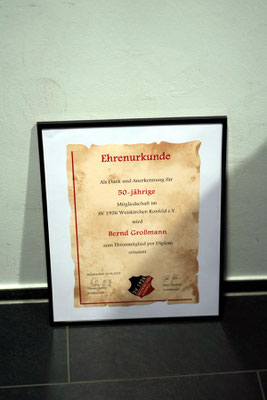 Ehrenurkunde
Als Dank und Anerkennung für
50-jährige
Mitgliedschaft im
SV 1926 Weiskirchen Konfeld e.V.
wird
Bernd Großmann
zum Ehrenmitglied per Diplom
ernannt